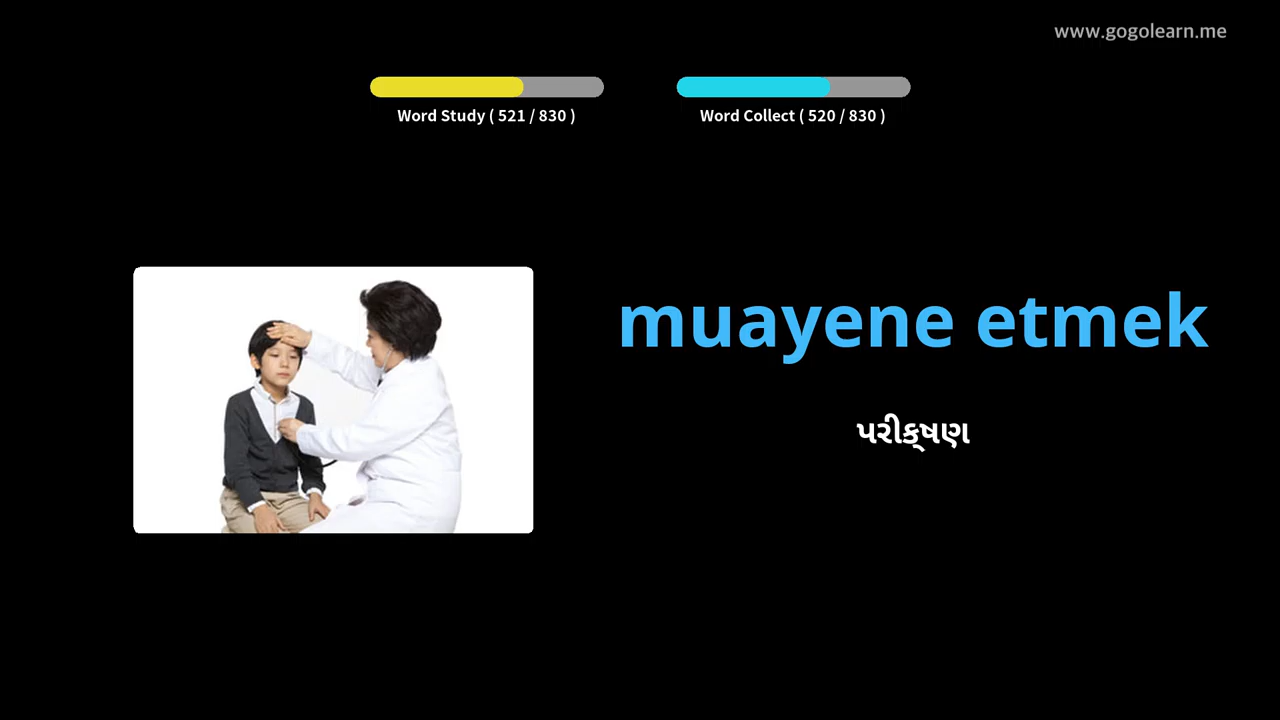 www.gogolearn.me
Word Study ( 521 / 830 )
Word Collect ( 520 / 830 )
muayene etmek
પરીક્ષણ